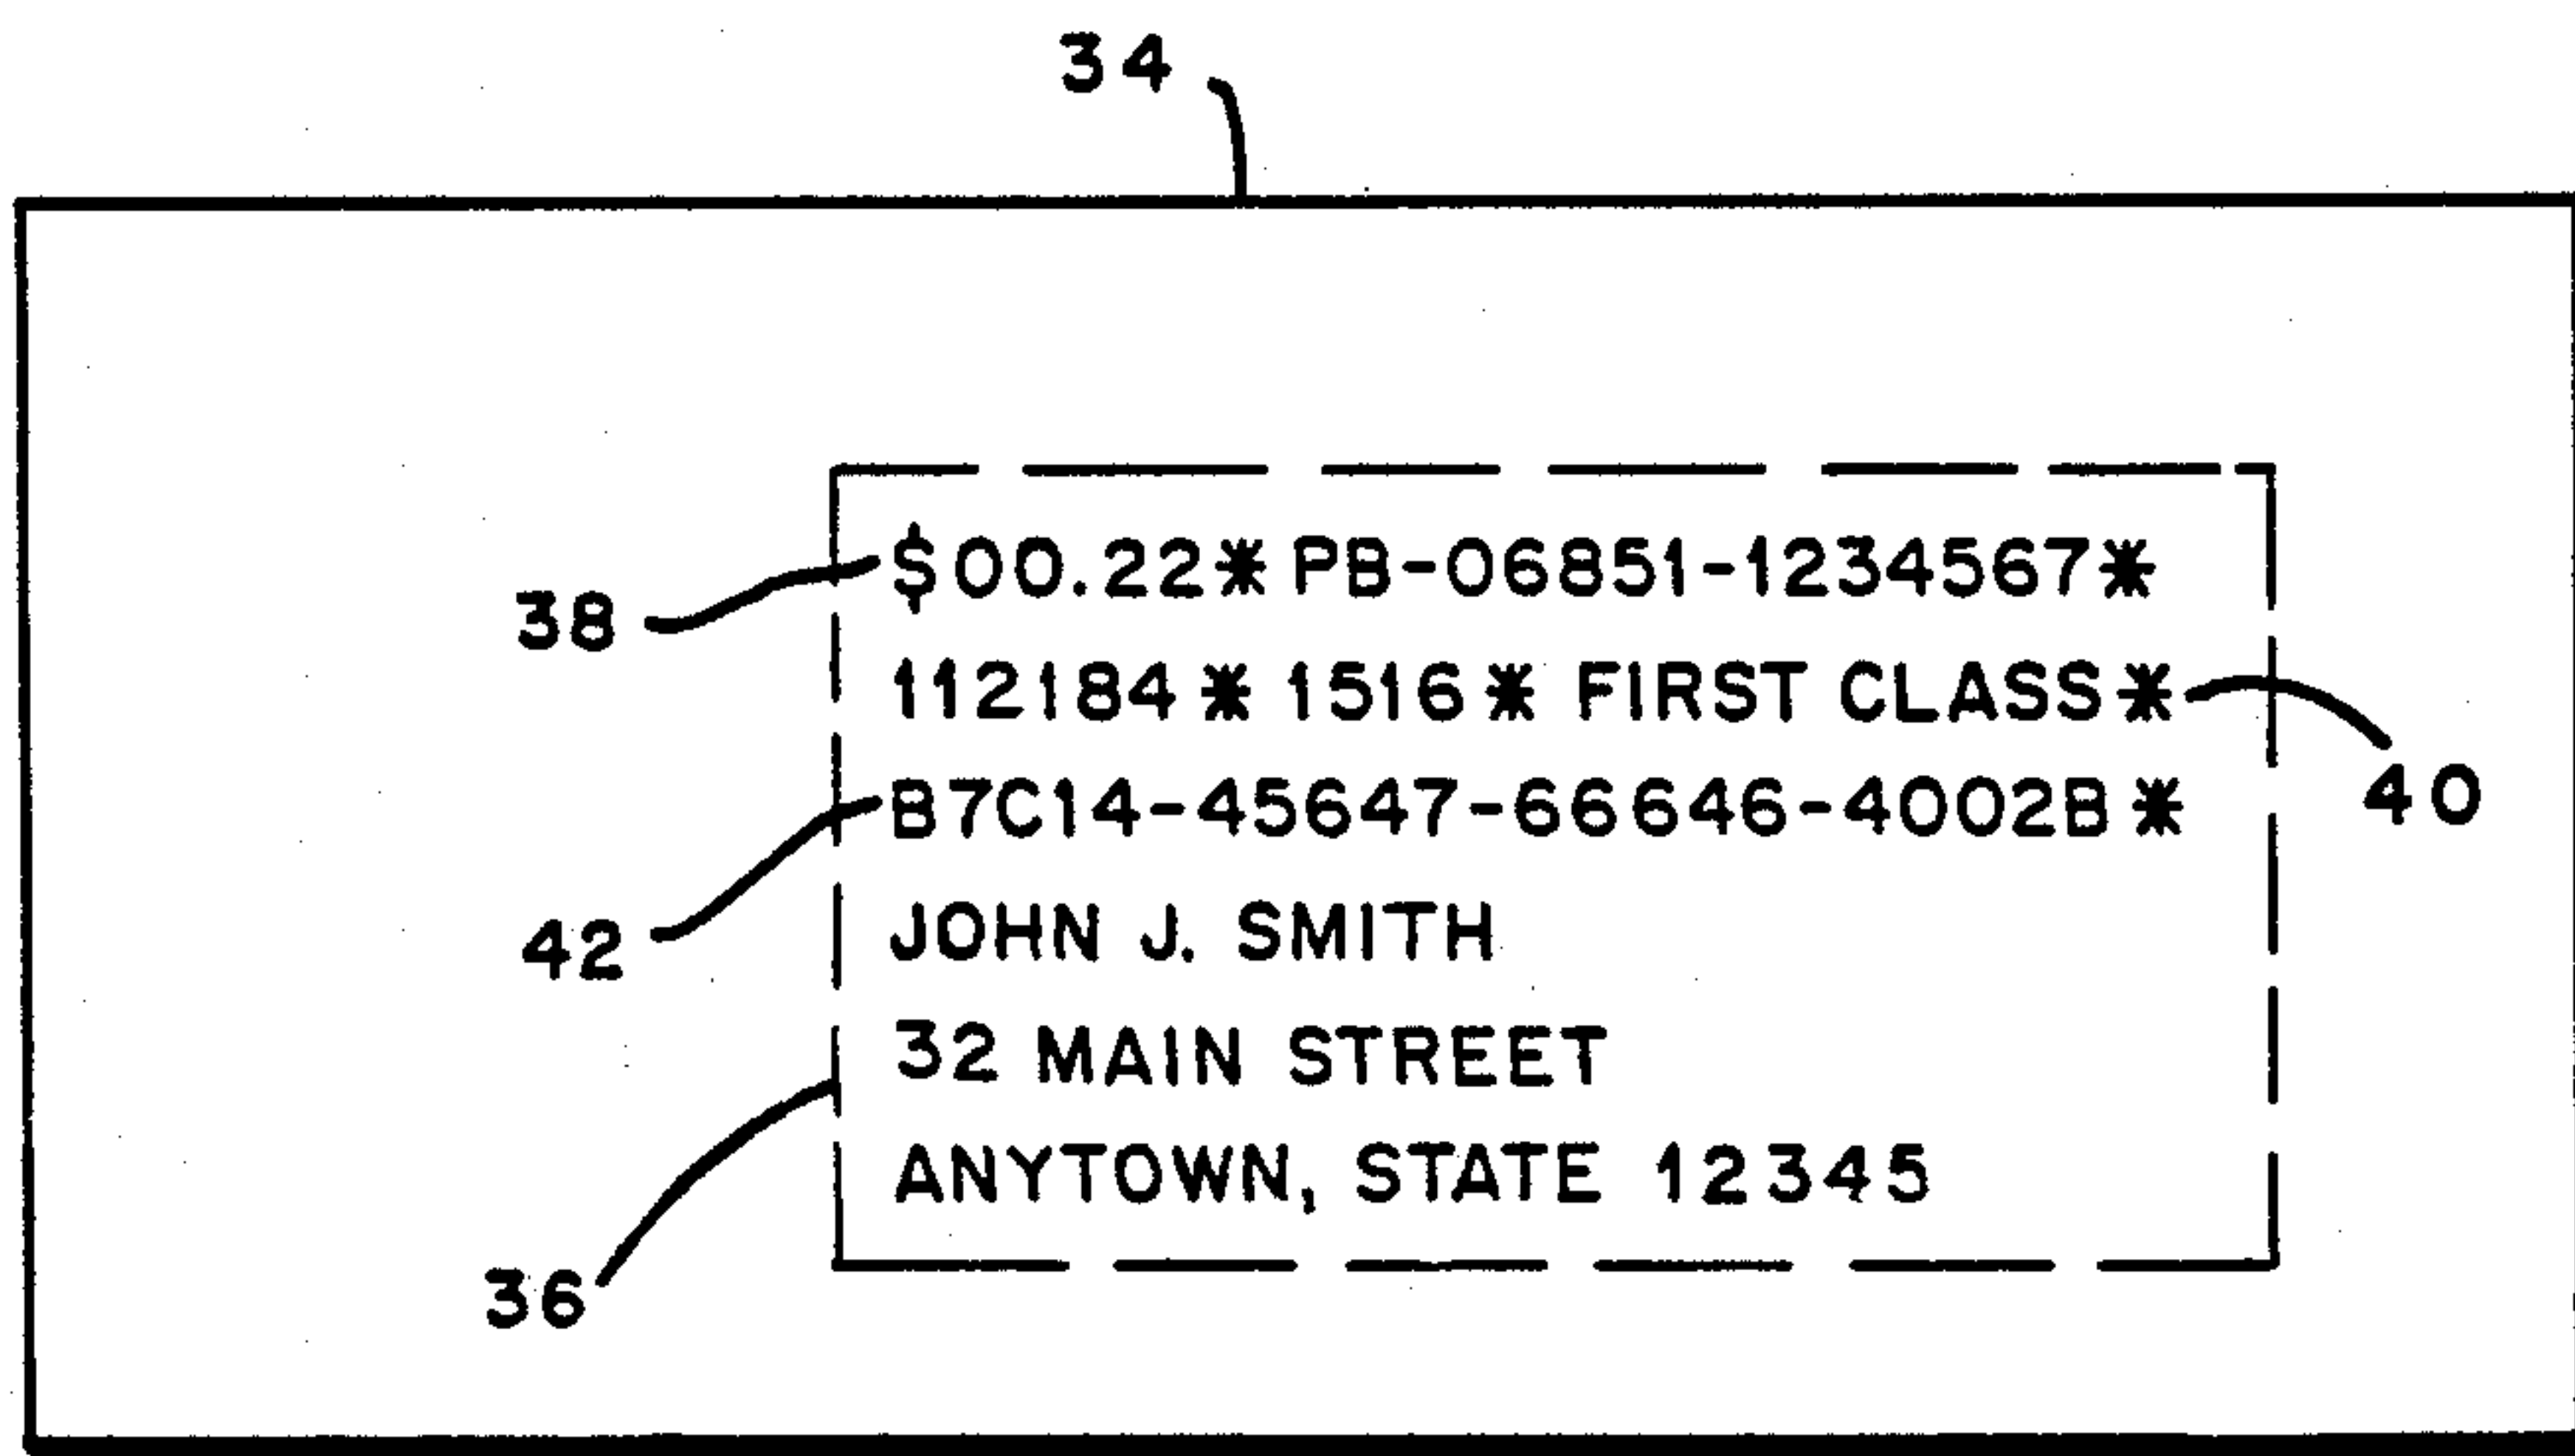 34
38
$00.22*PB-06851-1234567*
112184*1516*FIRST CLASS*
40
42
B7C14-45647-66646-4002B*
JOHN J. SMITH
32 MAIN STREET
36
ANYTOWN, STATE 12345